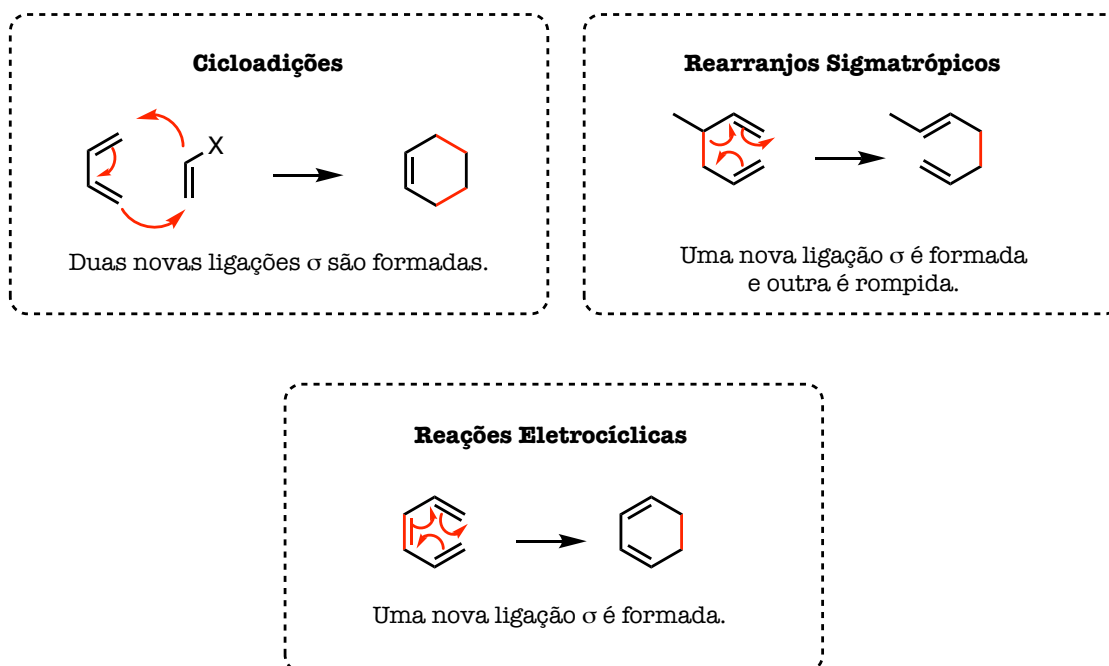 Cicloadições
X
Duas novas ligações σ são formadas.
Rearranjos Sigmatrópicos
Uma nova ligação σ é formada
e outra é rompida.
Reações Eletrocíclicas
Uma nova ligação σ é formada.